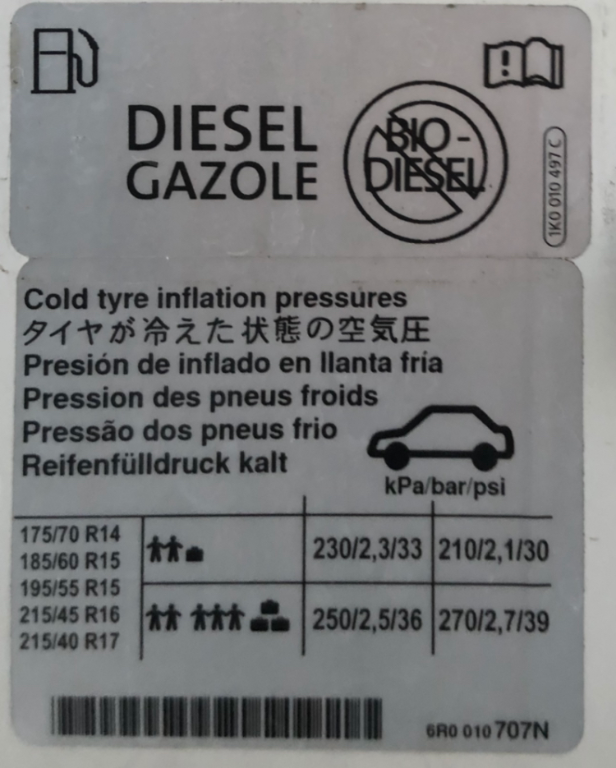 DIESEL
GAZOLE
BIO-
DIESEL
1K0 010 497 C
Cold tyre inflation pressures
タイヤが冷えた状態の空気圧
Presión de inflado en llanta fría
Pression des pneus froids
Pressão dos pneus frio
Reifenfülldruck kalt
kPa/bar/psi
175/70 R14
185/60 R15
195/55 R15
215/45 R16
215/40 R17
230/2,3/33 210/2,1/30
250/2,5/36 270/2,7/39
6R0 010 707N